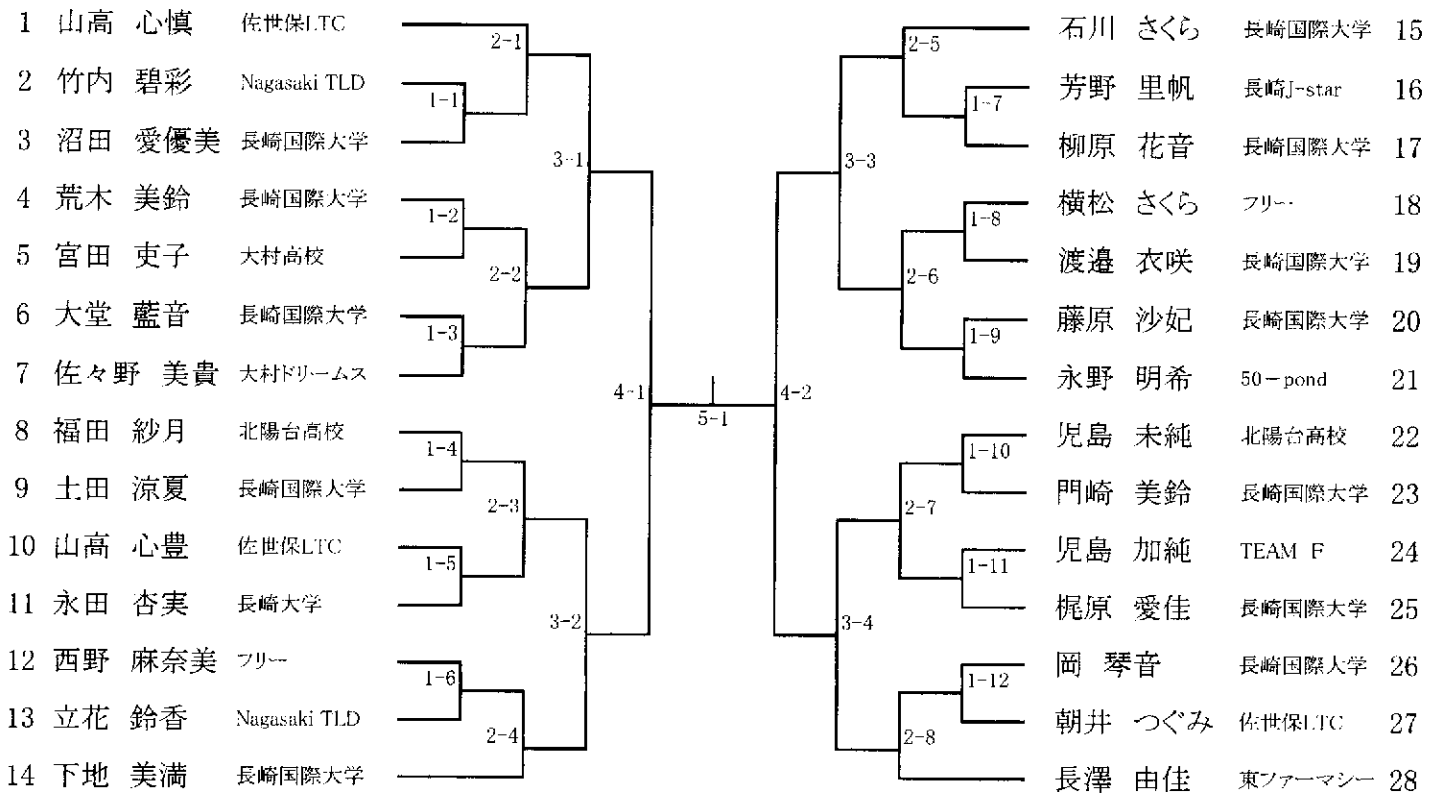 1 山高 心慎 佐世保LTC
2 竹内 碧彩 Nagasaki TLD
3 沼田 愛優美 長崎国際大学
4 荒木 美鈴 長崎国際大学
5 宮田 吏子 大村高校
6 大堂 藍音 長崎国際大学
7 佐々野 美貴 大村ドリームス
8 福田 紗月 北陽台高校
9 土田 涼夏 長崎国際大学
10 山高 心豊 佐世保LTC
11 永田 杏実 長崎大学
12 西野 麻奈美 フリー
13 立花 鈴香 Nagasaki TLD
14 下地 美満 長崎国際大学
2-1
1-1
3-1
1-2
2-2
1-3
4-1
1-4
2-3
1-5
3-2
1-6
2-4
5-1
2-5
1-7
3-3
1-8
2-6
1-9
4-2
1-10
2-7
1-11
3-4
1-12
2-8
石川 さくら 長崎国際大学 15
芳野 里帆 長崎J-star 16
柳原 花音 長崎国際大学 17
横松 さくら フリー 18
渡邉 衣咲 長崎国際大学 19
藤原 沙妃 長崎国際大学 20
永野 明希 50-pond 21
児島 未純 北陽台高校 22
門崎 美鈴 長崎国際大学 23
児島 加純 TEAM F 24
梶原 愛佳 長崎国際大学 25
岡 琴音 長崎国際大学 26
朝井 つぐみ 佐世保LTC 27
長澤 由佳 東ファーマシー 28